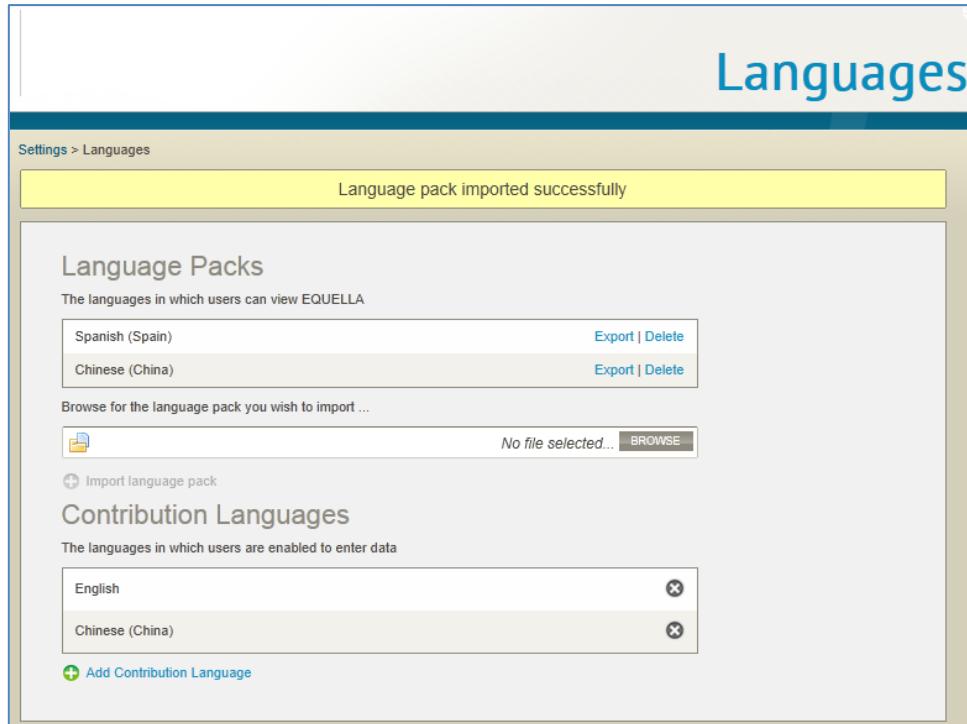 Languages
Settings > Languages
Language pack imported successfully
Language Packs
The languages in which users can view EQUELLA
Spanish (Spain) Export | Delete
Chinese (China) Export | Delete
Browse for the language pack you wish to import ...
No file selected... BROWSE
Import language pack
Contribution Languages
The languages in which users are enabled to enter data
English
Chinese (China)
Add Contribution Language